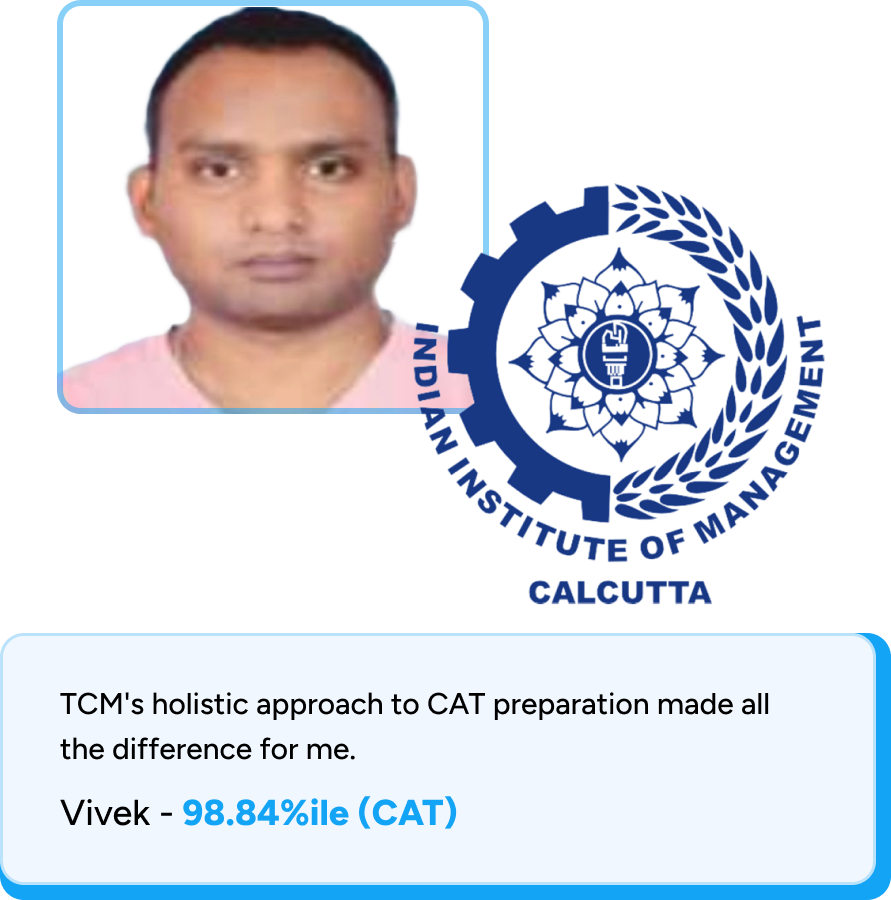 INDIAN INSTITUTE OF MANAGEMENT
CALCUTTA
TCM's holistic approach to CAT preparation made all
the difference for me.
Vivek - 98.84%ile (CAT)